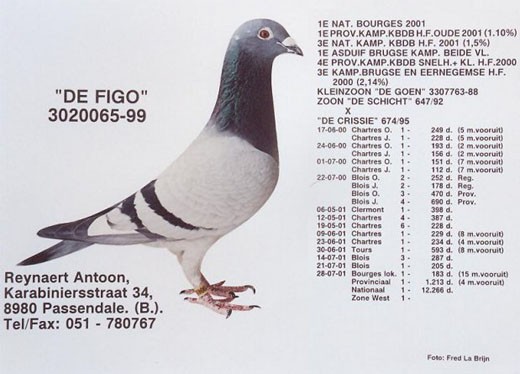 "DE FIGO"
3020065-99
1E NAT. BOURGES 2001
1E PROV.KAMP.KBDB H.F.OUDE 2001 (1.10%)
3E NAT. KAMP. KBDB H.F. 2001 (1,5%)
1E ASDUIF BRUGSE KAMP. BEIDE VL.
4E PROV.KAMP.KBDB SNELH.+ KL. H.F.2000
3E KAMP.BRUGSE EN EERNEGEMSE H.F.
2000 (2,14%)
KLEINZOON "DE GOEN" 3307763-88
ZOON "DE SCHICHT" 647/92
X
"DE CRISSIE" 674/95
17-06-00 Chartres O. 1 - 249 d. (5 m.vooruit)
Chartres J. 1 - 228 d. (5 m.vooruit)
24-06-00 Chartres O. 1 - 193 d. (2 m.vooruit)
Chartres J. 1 - 156 d. (2 m.vooruit)
01-07-00 Chartres O. 1 - 151 d. (7 m.vooruit)
Chartres J. 1 - 112 d. (7 m.vooruit)
22-07-00 Blois O. 2 - 252 d. Reg.
Blois J. 2 - 178 d. Reg.
Blois O. 3 - 470 d. Prov.
Blois J. 4 - 690 d. Prov.
06-05-01 Clermont 1 - 398 d.
12-05-01 Chartres 4 - 387 d.
19-05-01 Chartres 6 - 228 d.
09-06-01 Chartres 1 - 229 d. (8 m.vooruit)
23-06-01 Chartres 1 - 234 d. (4 m.vooruit)
30-06-01 Tours 1 - 593 d. (8 m.vooruit)
14-07-01 Blois 3 - 287 d.
21-07-01 Blois 1 - 205 d.
28-07-01 Bourges lok. 1 - 183 d. (15 m.vooruit)
Provinciaal 1 - 1.213 d. (4 m.vooruit)
Nationaal 1 - 12.266 d.
Zone West 1 -
Reynaert Antoon,
Karabiniersstraat 34,
8980 Passendale. (B.).
Tel/Fax: 051 - 780767
Foto: Fred La Brijn